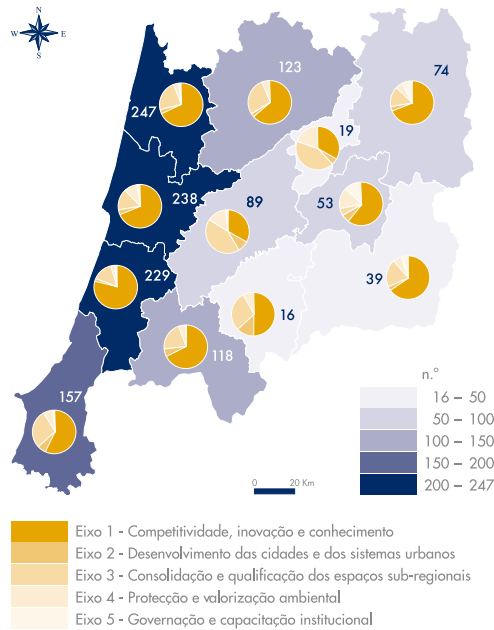 N
W E
S
123
74
247
19
238
89
53
229
39
16
118
157
n.º
16 – 50
50 – 100
100 – 150
150 – 200
200 – 247
0 20 Km
Eixo 1 - Competitividade, inovação e conhecimento
Eixo 2 - Desenvolvimento das cidades e dos sistemas urbanos
Eixo 3 - Consolidação e qualificação dos espaços sub-regionais
Eixo 4 - Protecção e valorização ambiental
Eixo 5 - Governação e capacitação institucional